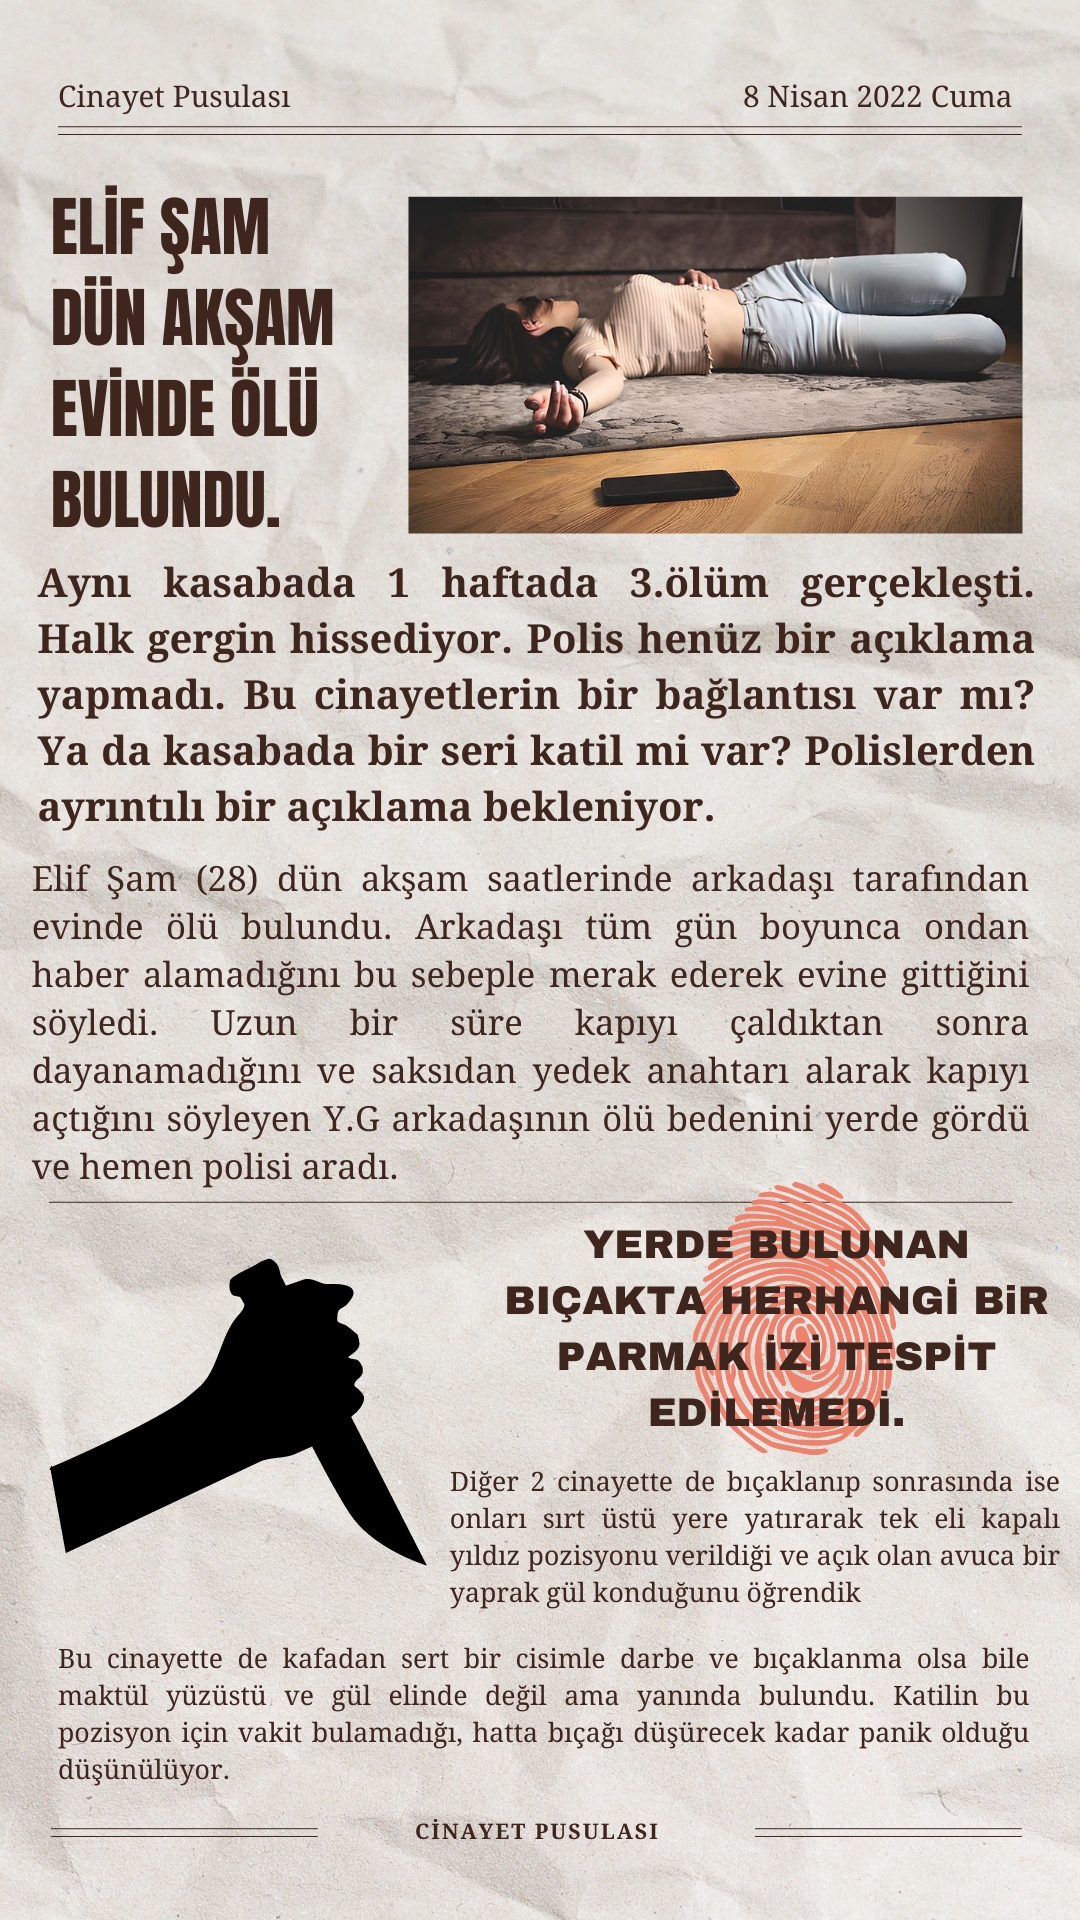 Cinayet Pusulası
8 Nisan 2022 Cuma
ELİF ŞAM
DÜN AKŞAM
EVİNDE ÖLÜ
BULUNDU.
Aynı kasabada 1 haftada 3.ölüm gerçekleşti.
Halk gergin hissediyor. Polis henüz bir açıklama
yapmadı. Bu cinayetlerin bir bağlantısı var mı?
Ya da kasabada bir seri katil mi var? Polislerden
ayrıntılı bir açıklama bekleniyor.
Elif Şam (28) dün akşam saatlerinde arkadaşı tarafından
evinde ölü bulundu. Arkadaşı tüm gün boyunca ondan
haber alamadığını bu sebeple merak ederek evine gittiğini
söyledi. Uzun bir süre kapıyı çaldıktan sonra
dayanamadığını ve saksıdan yedek anahtarı alarak kapıyı
açtığını söyleyen Y.G arkadaşının ölü bedenini yerde gördü
ve hemen polisi aradı.
YERDE BULUNAN
BIÇAKTA HERHANGİ BiR
PARMAK İZİ TESPİT
EDİLEMEDİ.
Diğer 2 cinayette de bıçaklanıp sonrasında ise
onları sırt üstü yere yatırarak tek eli kapalı
yıldız pozisyonu verildiği ve açık olan avuca bir
yaprak gül konduğunu öğrendik
Bu cinayette de kafadan sert bir cisimle darbe ve bıçaklanma olsa bile
maktül yüzüstü ve gül elinde değil ama yanında bulundu. Katilin bu
pozisyon için vakit bulamadığı, hatta bıçağı düşürecek kadar panik olduğu
düşünülüyor.
CİNAYET PUSULASI